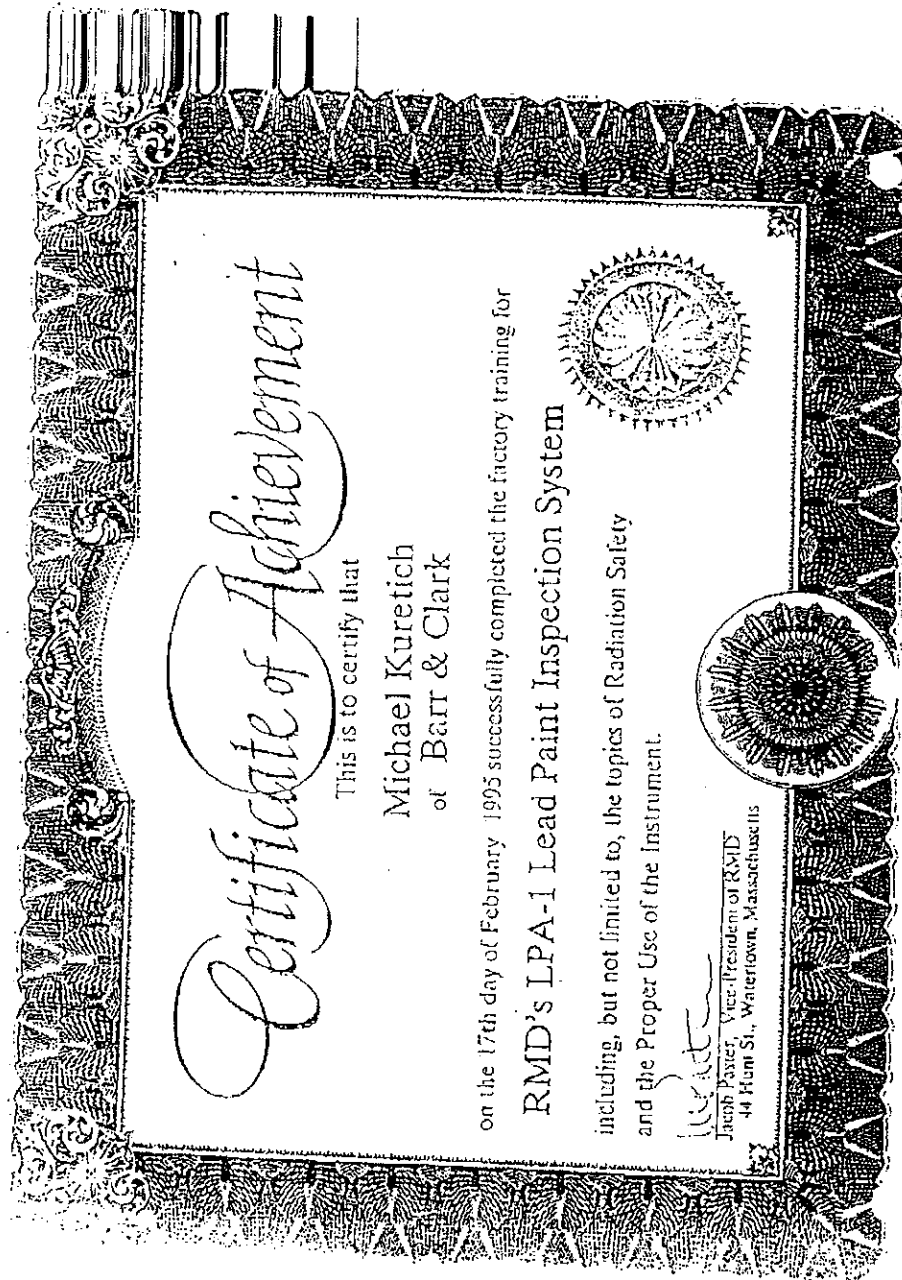 Certificate of Achievement
This is to certify that
Michael Kuretich
of Barr & Clark
on the 17th day of February 1995 successfully completed the factory training for
RMD's LPA-1 Lead Paint Inspection System
including, but not limited to, the topics of Radiation Safety
and the Proper Use of the Instrument.
Jacob Paster, Vice-President of RMD
44 Hunt St., Watertown, Massachusetts